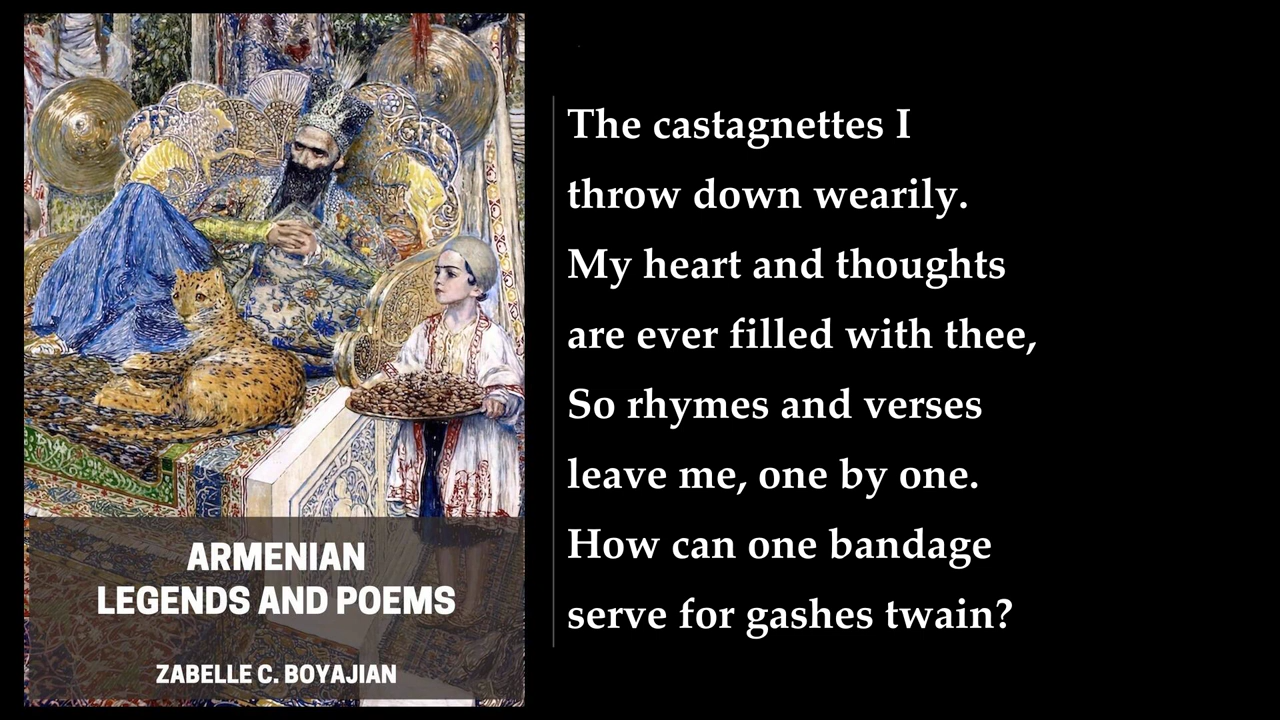 ARMENIAN
LEGENDS AND POEMS
ZABELLE C. BOYAJIAN
The castagnettes I
throw down wearily.
My heart and thoughts
are ever filled with thee,
So rhymes and verses
leave me, one by one.
How can one bandage
serve for gashes twain?